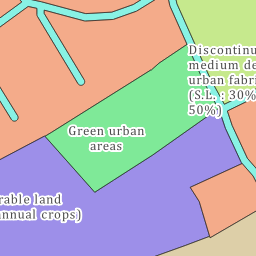 Discontinu
medium de
urban fabri
(S.L. : 30%
50%)
Green urban
areas
rable land
annual crops)